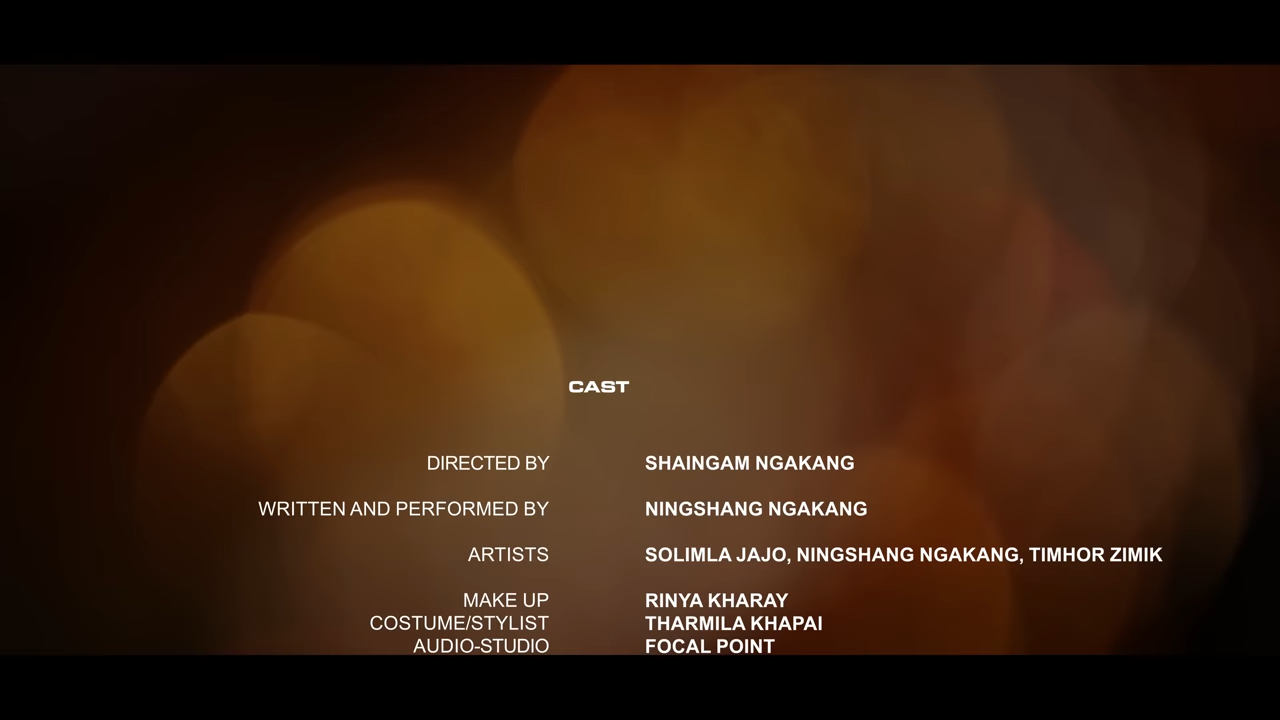 CAST
DIRECTED BY SHAINGAM NGAKANG
WRITTEN AND PERFORMED BY NINGSHANG NGAKANG
ARTISTS SOLIMLA JAJO, NINGSHANG NGAKANG, TIMHOR ZIMIK
MAKE UP RINYA KHARAY
COSTUME/STYLIST THARMILA KHAPAI
AUDIO-STUDIO FOCAL POINT